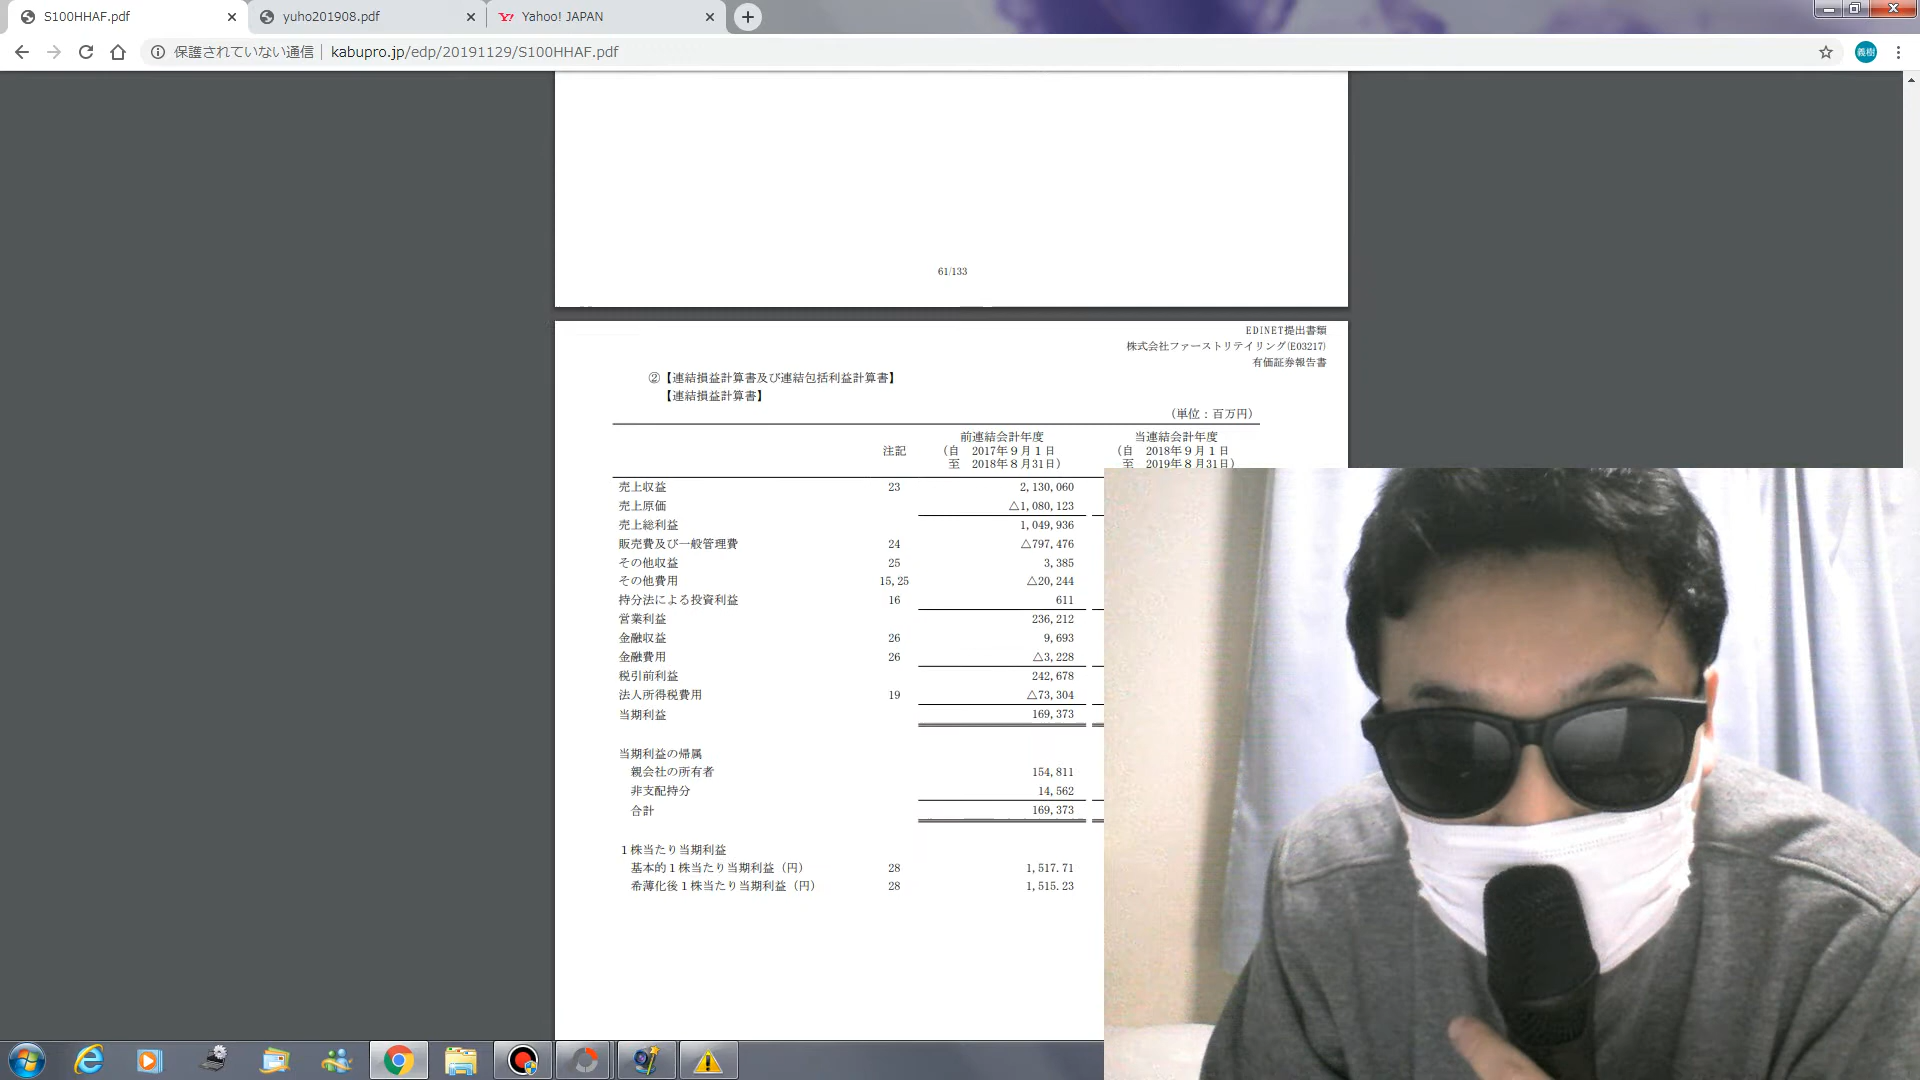 S100HHAF.pdf
yuho201908.pdf
Y! Yahoo! JAPAN
保護されていない通信 | kabupro.jp/edp/20191129/S100HHAF.pdf
義樹
61/133
EDINET提出書類
株式会社ファーストリテイリング(E03217)
有価証券報告書
②【連結損益計算書及び連結包括利益計算書】
【連結損益計算書】
（単位：百万円）
注記 前連結会計年度 当連結会計年度
（自 2017年９月１日 （自 2018年９月１日
至 2018年８月31日） 至 2019年８月31日）
売上収益 23 2,130,060
売上原価 △1,080,123
売上総利益 1,049,936
販売費及び一般管理費 24 △797,476
その他収益 25 3,385
その他費用 15,25 △20,244
持分法による投資利益 16 611
営業利益 236,212
金融収益 26 9,693
金融費用 26 △3,228
税引前利益 242,678
法人所得税費用 19 △73,304
当期利益 169,373
当期利益の帰属
親会社の所有者 154,811
非支配持分 14,562
合計 169,373
１株当たり当期利益
基本的１株当たり当期利益（円） 28 1,517.71
希薄化後１株当たり当期利益（円） 28 1,515.23